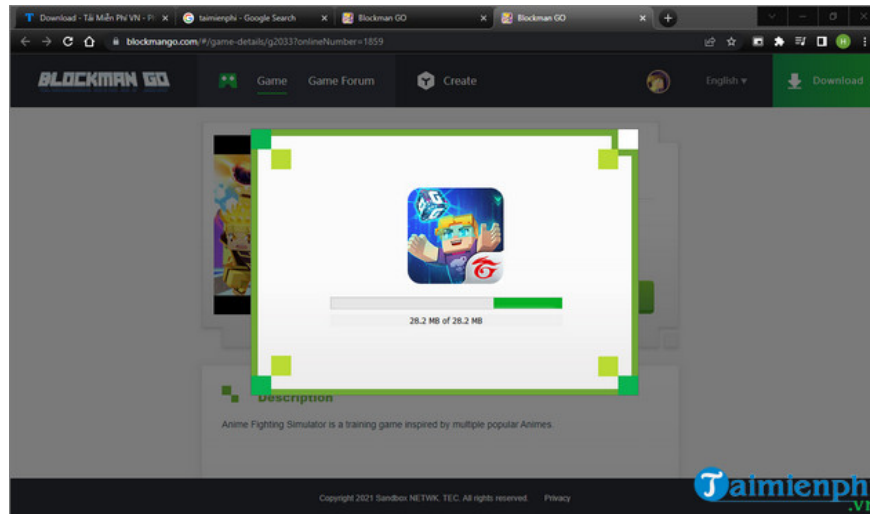 Download - Tải Miễn Phí VN - Ph
taimienphi - Google Search
Blockman GO
Blockman GO
blockmango.com/#/game-details/g2033?onlineNumber=1859
H
BLOCKMAN GO
Game
Game Forum
Create
English
Download
28.2 MB of 28.2 MB
Description
Anime Fighting Simulator is a training game inspired by multiple popular Animes.
Copyright 2021 Sandbox NETWK. TEC. All rights reserved.
Privacy
Taimienph
.vn